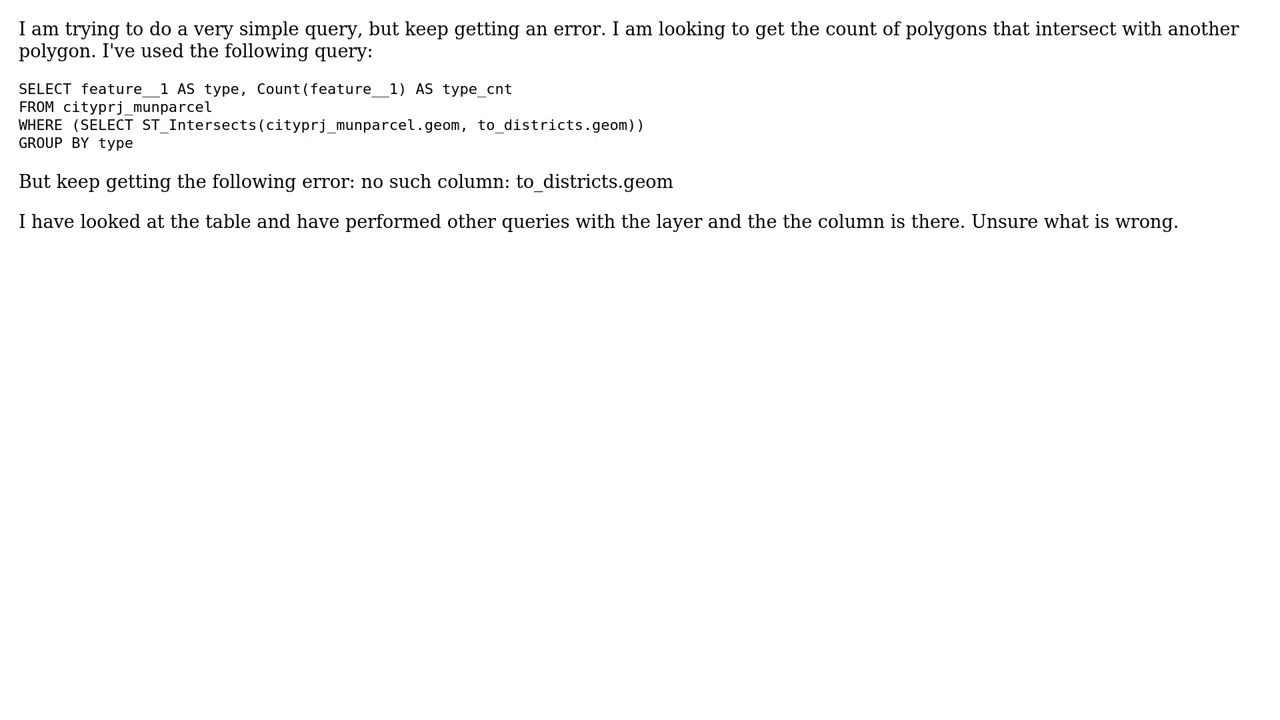 I am trying to do a very simple query, but keep getting an error. I am looking to get the count of polygons that intersect with another
polygon. I've used the following query:
SELECT feature__1 AS type, Count(feature__1) AS type_cnt
FROM cityprj_munparcel
WHERE (SELECT ST_Intersects(cityprj_munparcel.geom, to_districts.geom))
GROUP BY type
But keep getting the following error: no such column: to_districts.geom
I have looked at the table and have performed other queries with the layer and the the column is there. Unsure what is wrong.